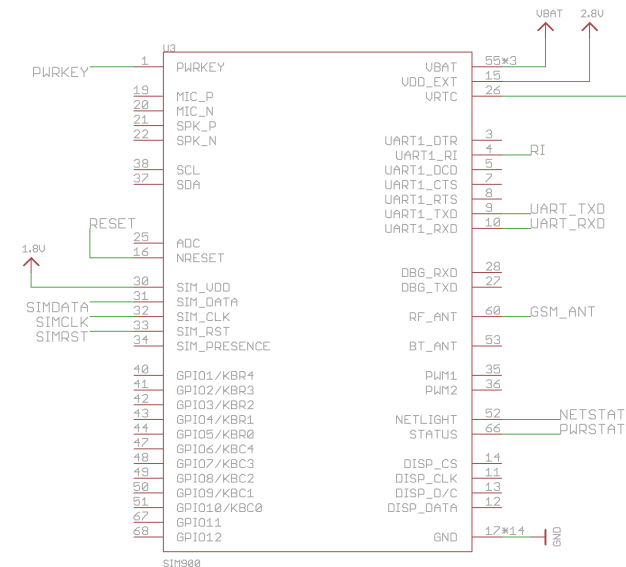 VBAT 2.8V
U3
PWRKEY 1 PWRKEY VBAT 55*3
VDD_EXT 15
19 MIC_P VRTC 26
20 MIC_N
21 SPK_P
22 SPK_N UART1_DTR 3
UART1_RI 4 RI
38 SCL UART1_DCD 5
37 SDA UART1_CTS 7
UART1_RTS 8
UART1_TXD 9 UART_TXD
RESET UART1_RXD 10 UART_RXD
25 ADC
1.8V 16 NRESET
DBG_RXD 28
30 SIM_VDD DBG_TXD 27
SIMDATA 31 SIM_DATA
SIMCLK 32 SIM_CLK RF_ANT 60 GSM_ANT
SIMRST 33 SIM_RST
34 SIM_PRESENCE BT_ANT 53
40 GPIO1/KBR4 PWM1 35
41 GPIO2/KBR3 PWM2 36
42 GPIO3/KBR2
43 GPIO4/KBR1 NETLIGHT 52 NETSTAT
44 GPIO5/KBR0 STATUS 66 PWRSTAT
47 GPIO6/KBC4
48 GPIO7/KBC3 DISP_CS 14
49 GPIO8/KBC2 DISP_CLK 11
50 GPIO9/KBC1 DISP_D/C 13
51 GPIO10/KBC0 DISP_DATA 12
67 GPIO11
68 GPIO12 GND 17*14 GND
SIM900